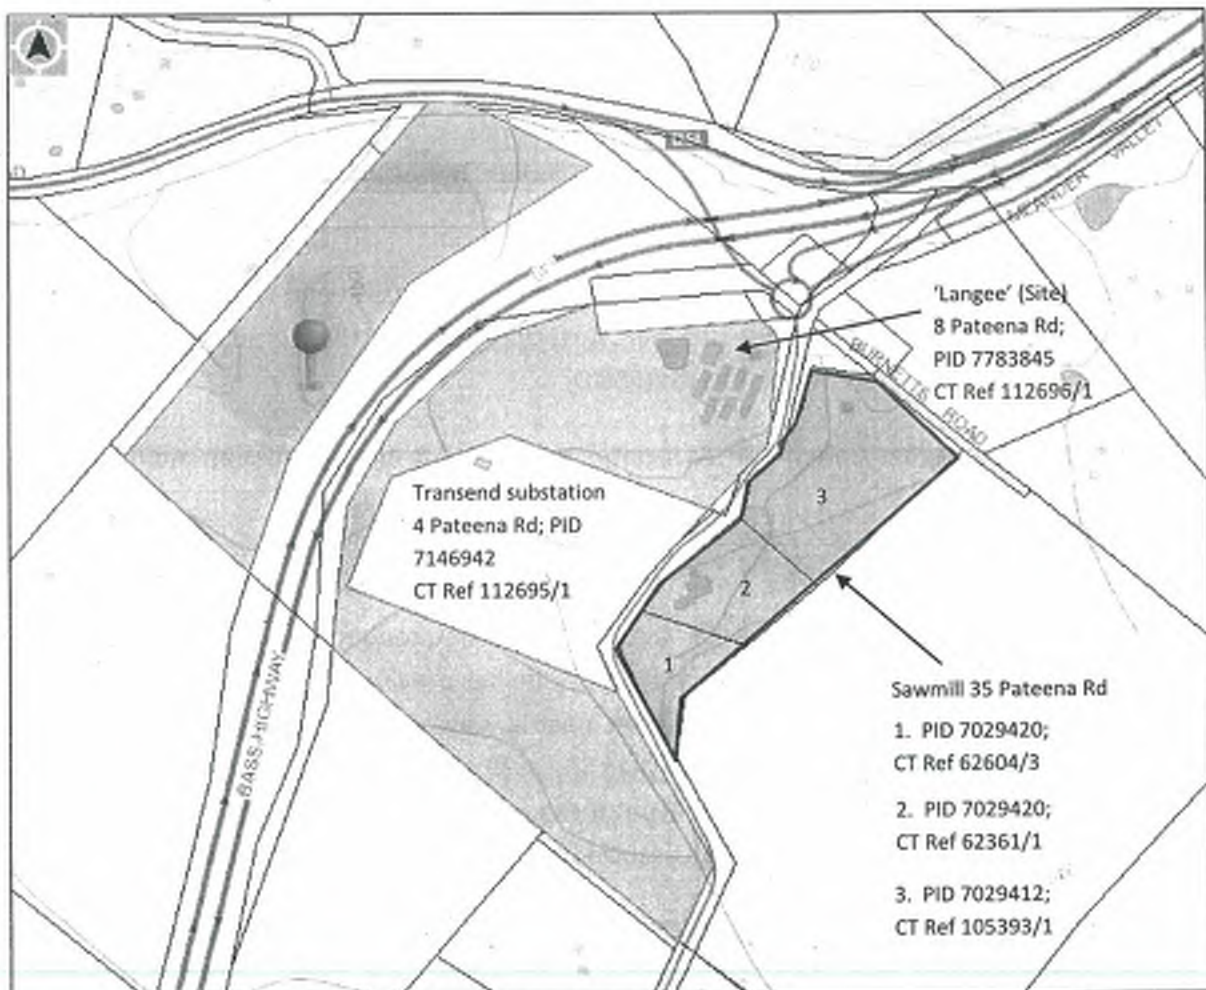 'Langee' (Site)
8 Pateena Rd;
PID 7783845
CT Ref 112696/1
MEANDER VALLEY
BURNETTS ROAD
Transend substation
4 Pateena Rd; PID
7146942
CT Ref 112695/1
3
2
1
BASS HIGHWAY
Sawmill 35 Pateena Rd
1. PID 7029420;
CT Ref 62604/3
2. PID 7029420;
CT Ref 62361/1
3. PID 7029412;
CT Ref 105393/1